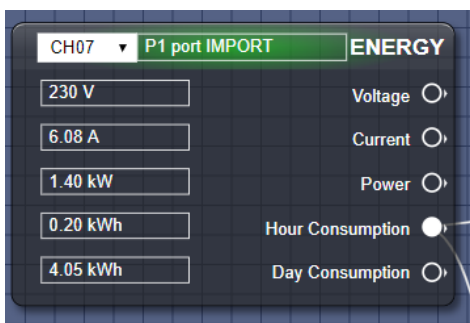 CH07 P1 port IMPORT ENERGY
230 V Voltage
6.08 A Current
1.40 kW Power
0.20 kWh Hour Consumption
4.05 kWh Day Consumption